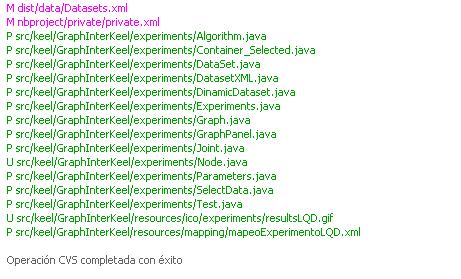 M dist/data/Datasets.xml
M nbproject/private/private.xml
P src/keel/GraphInterKeel/experiments/Algorithm.java
P src/keel/GraphInterKeel/experiments/Container_Selected.java
P src/keel/GraphInterKeel/experiments/DataSet.java
P src/keel/GraphInterKeel/experiments/DatasetXML.java
P src/keel/GraphInterKeel/experiments/DinamicDataset.java
P src/keel/GraphInterKeel/experiments/Experiments.java
P src/keel/GraphInterKeel/experiments/Graph.java
P src/keel/GraphInterKeel/experiments/GraphPanel.java
P src/keel/GraphInterKeel/experiments/Joint.java
U src/keel/GraphInterKeel/experiments/Node.java
P src/keel/GraphInterKeel/experiments/Parameters.java
P src/keel/GraphInterKeel/experiments/SelectData.java
P src/keel/GraphInterKeel/experiments/Test.java
U src/keel/GraphInterKeel/resources/ico/experiments/resultsLQD.gif
P src/keel/GraphInterKeel/resources/mapping/mapeoExperimentoLQD.xml
Operación CVS completada con éxito